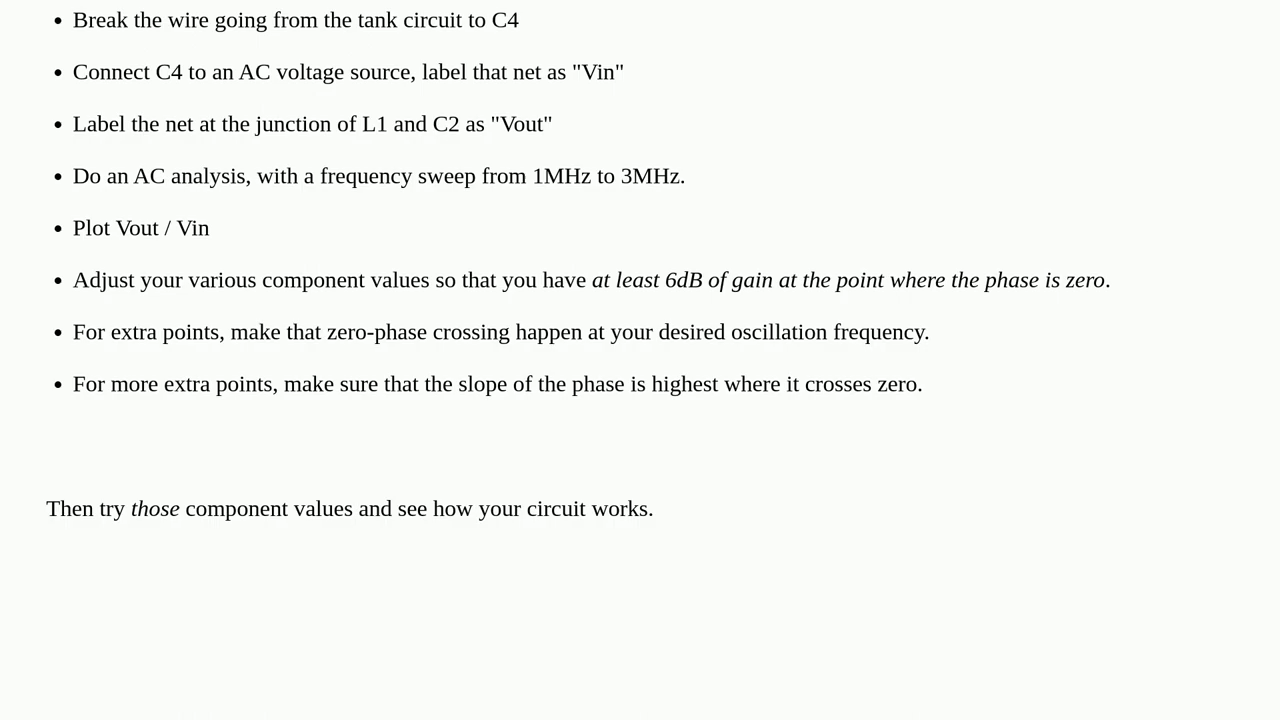 • Break the wire going from the tank circuit to C4
• Connect C4 to an AC voltage source, label that net as "Vin"
• Label the net at the junction of L1 and C2 as "Vout"
• Do an AC analysis, with a frequency sweep from 1MHz to 3MHz.
• Plot Vout / Vin
• Adjust your various component values so that you have at least 6dB of gain at the point where the phase is zero.
• For extra points, make that zero-phase crossing happen at your desired oscillation frequency.
• For more extra points, make sure that the slope of the phase is highest where it crosses zero.
Then try those component values and see how your circuit works.